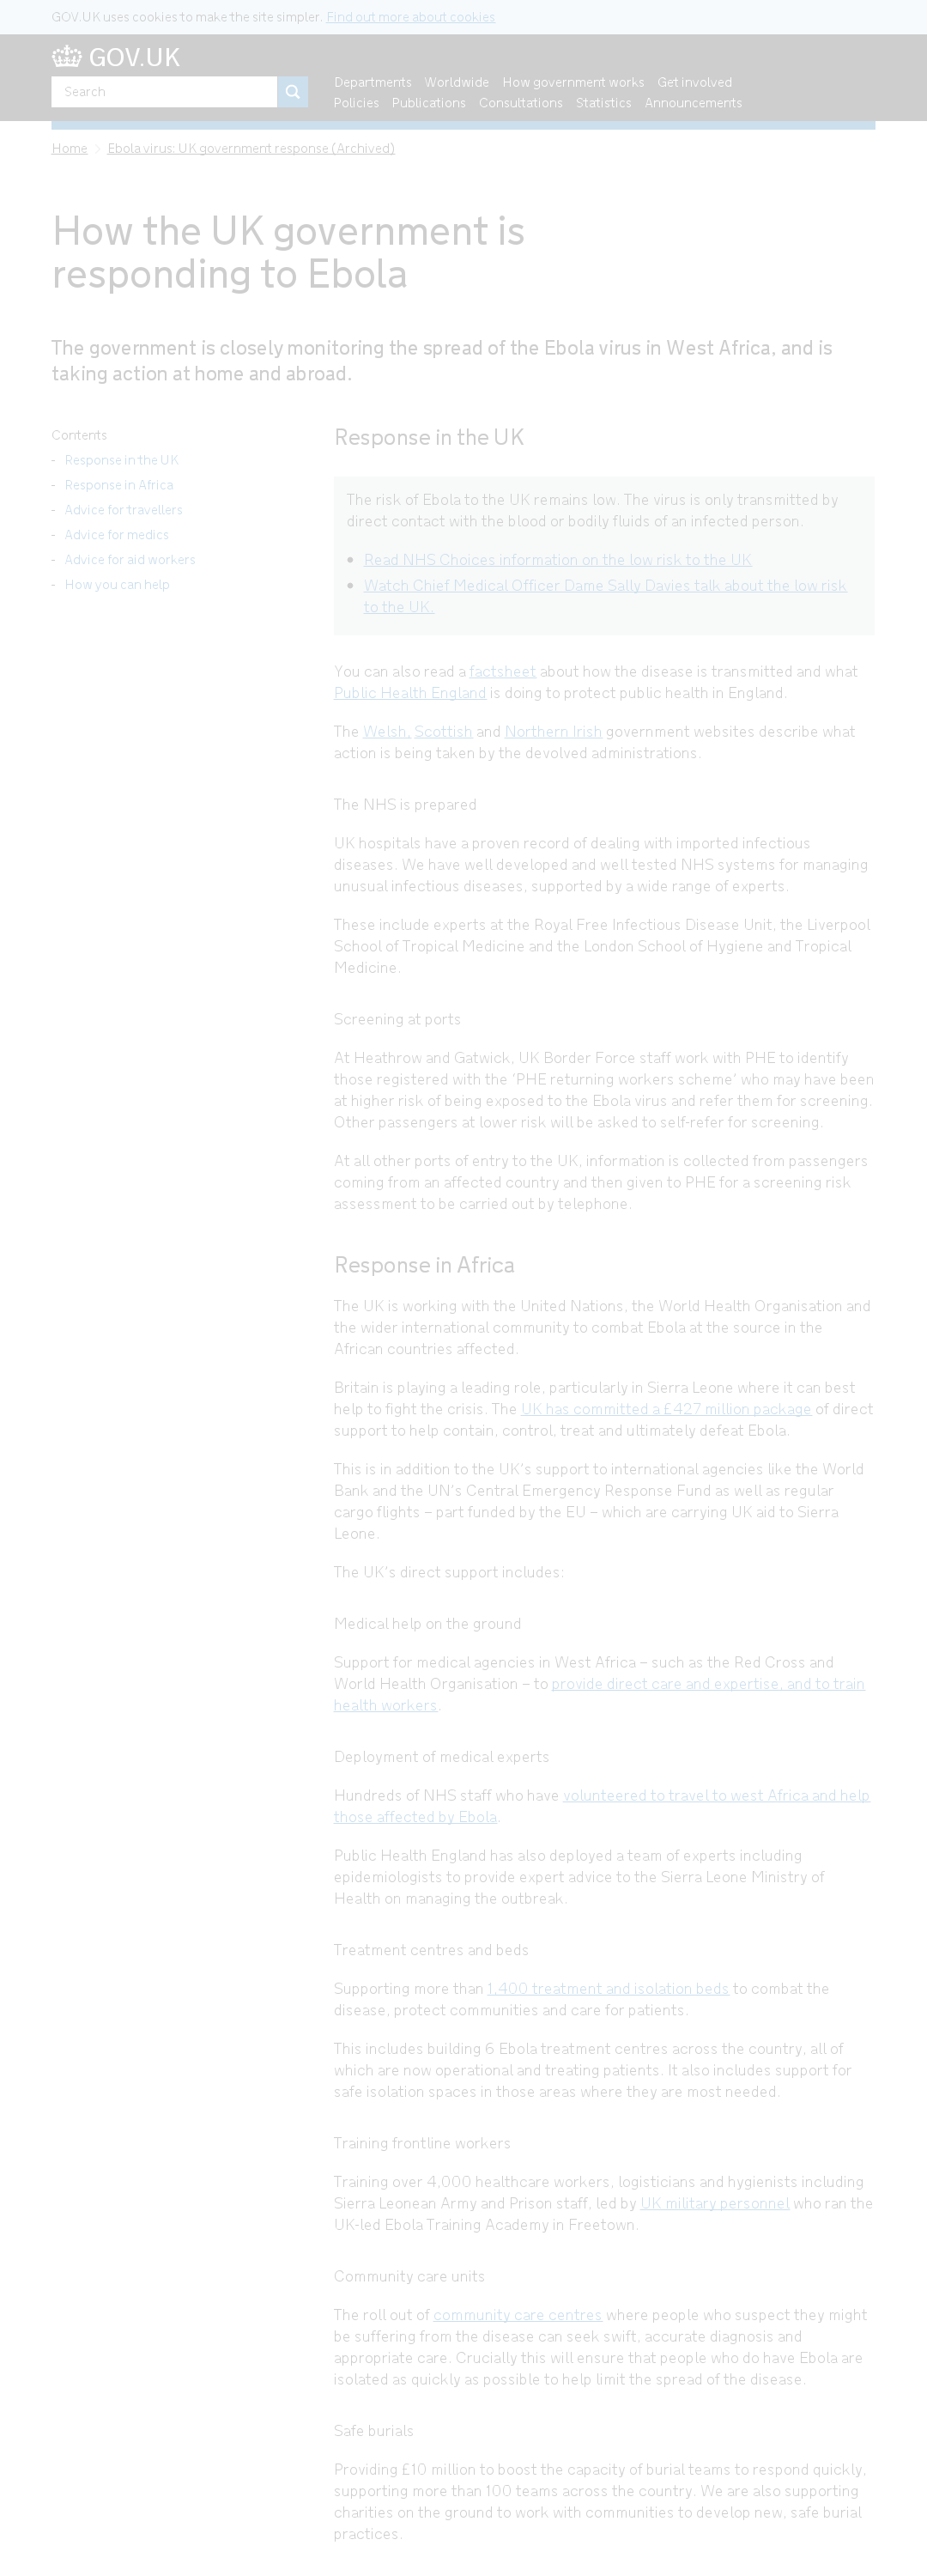 GOV.UK uses cookies to make the site simpler. Find out more about cookies
GOV.UK
Search
Departments Worldwide How government works Get involved
Policies Publications Consultations Statistics Announcements
Home Ebola virus: UK government response (Archived)
How the UK government is
responding to Ebola
The government is closely monitoring the spread of the Ebola virus in West Africa, and is
taking action at home and abroad.
Contents
- Response in the UK
- Response in Africa
- Advice for travellers
- Advice for medics
- Advice for aid workers
- How you can help
Response in the UK
The risk of Ebola to the UK remains low. The virus is only transmitted by
direct contact with the blood or bodily fluids of an infected person.
• Read NHS Choices information on the low risk to the UK
• Watch Chief Medical Officer Dame Sally Davies talk about the low risk
to the UK.
You can also read a factsheet about how the disease is transmitted and what
Public Health England is doing to protect public health in England.
The Welsh, Scottish and Northern Irish government websites describe what
action is being taken by the devolved administrations.
The NHS is prepared
UK hospitals have a proven record of dealing with imported infectious
diseases. We have well developed and well tested NHS systems for managing
unusual infectious diseases, supported by a wide range of experts.
These include experts at the Royal Free Infectious Disease Unit, the Liverpool
School of Tropical Medicine and the London School of Hygiene and Tropical
Medicine.
Screening at ports
At Heathrow and Gatwick, UK Border Force staff work with PHE to identify
those registered with the 'PHE returning workers scheme' who may have been
at higher risk of being exposed to the Ebola virus and refer them for screening.
Other passengers at lower risk will be asked to self-refer for screening.
At all other ports of entry to the UK, information is collected from passengers
coming from an affected country and then given to PHE for a screening risk
assessment to be carried out by telephone.
Response in Africa
The UK is working with the United Nations, the World Health Organisation and
the wider international community to combat Ebola at the source in the
African countries affected.
Britain is playing a leading role, particularly in Sierra Leone where it can best
help to fight the crisis. The UK has committed a £427 million package of direct
support to help contain, control, treat and ultimately defeat Ebola.
This is in addition to the UK's support to international agencies like the World
Bank and the UN's Central Emergency Response Fund as well as regular
cargo flights – part funded by the EU – which are carrying UK aid to Sierra
Leone.
The UK's direct support includes:
Medical help on the ground
Support for medical agencies in West Africa – such as the Red Cross and
World Health Organisation – to provide direct care and expertise, and to train
health workers.
Deployment of medical experts
Hundreds of NHS staff who have volunteered to travel to west Africa and help
those affected by Ebola.
Public Health England has also deployed a team of experts including
epidemiologists to provide expert advice to the Sierra Leone Ministry of
Health on managing the outbreak.
Treatment centres and beds
Supporting more than 1,400 treatment and isolation beds to combat the
disease, protect communities and care for patients.
This includes building 6 Ebola treatment centres across the country, all of
which are now operational and treating patients. It also includes support for
safe isolation spaces in those areas where they are most needed.
Training frontline workers
Training over 4,000 healthcare workers, logisticians and hygienists including
Sierra Leonean Army and Prison staff, led by UK military personnel who ran the
UK-led Ebola Training Academy in Freetown.
Community care units
The roll out of community care centres where people who suspect they might
be suffering from the disease can seek swift, accurate diagnosis and
appropriate care. Crucially this will ensure that people who do have Ebola are
isolated as quickly as possible to help limit the spread of the disease.
Safe burials
Providing £10 million to boost the capacity of burial teams to respond quickly,
supporting more than 100 teams across the country. We are also supporting
charities on the ground to work with communities to develop new, safe burial
practices.